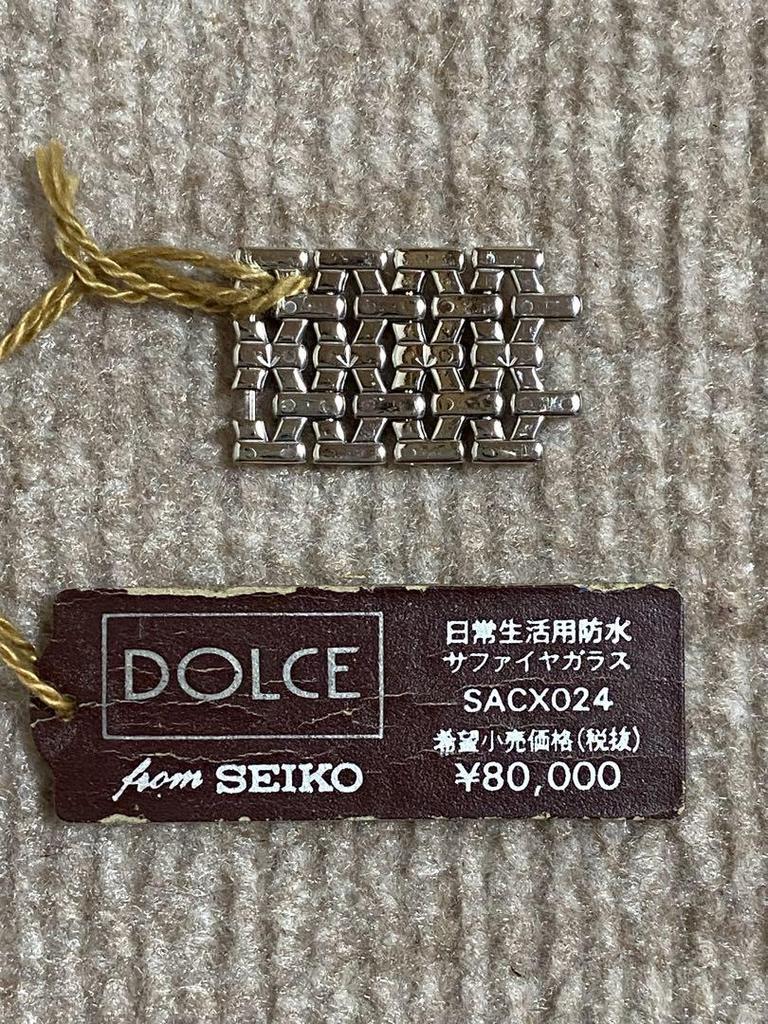 DOLCE
from SEIKO
日常生活用防水
サファイヤガラス
SACX024
希望小売価格(税抜)
¥80,000